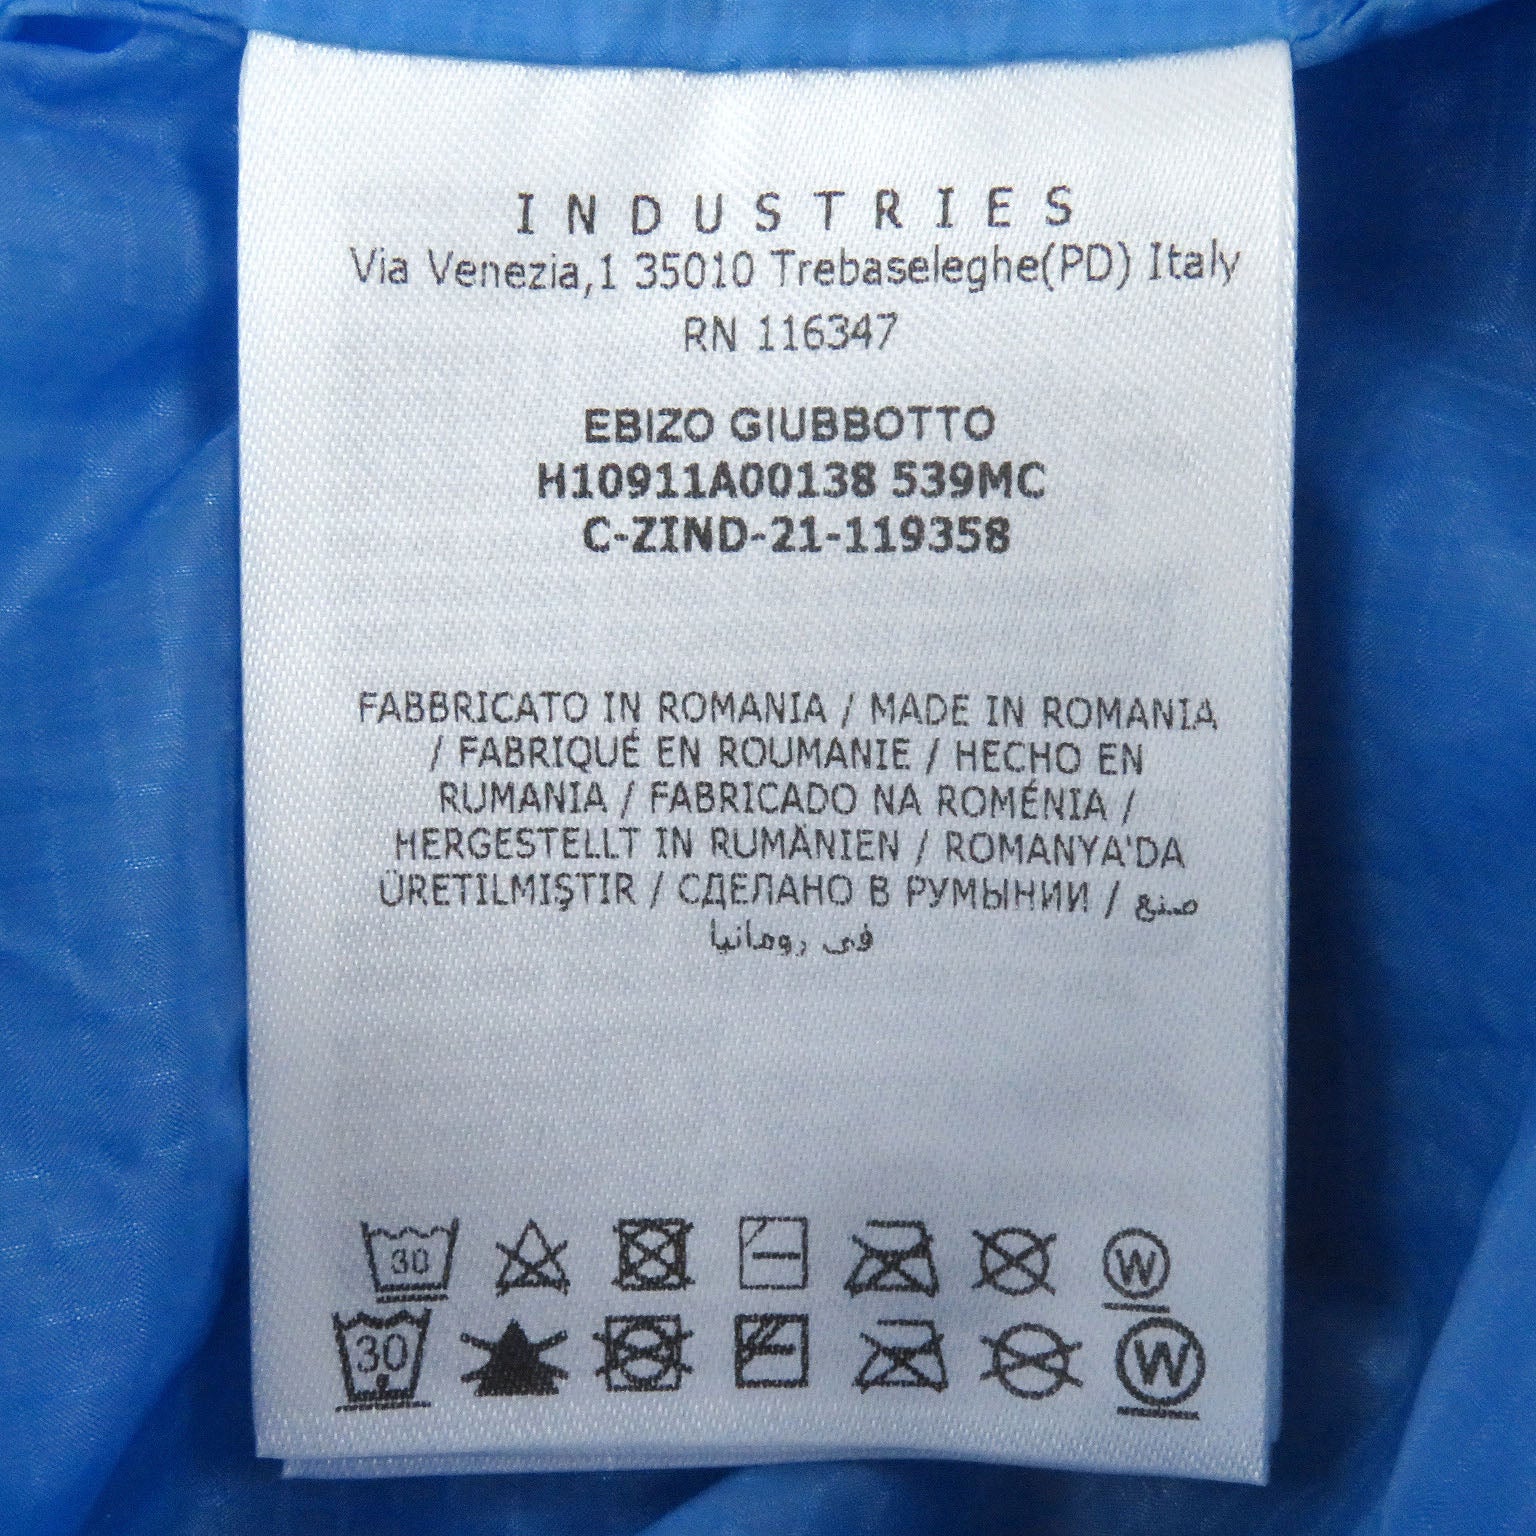 INDUSTRIES
Via Venezia,1 35010 Trebaseleghe(PD) Italy
RN 116347
EBIZO GIUBBOTTO
H10911A00138 539MC
C-ZIND-21-119358
FABBRICATO IN ROMANIA / MADE IN ROMANIA
/ FABRIQUÉ EN ROUMANIE / HECHO EN
RUMANIA / FABRICADO NA ROMÉNIA /
HERGESTELLT IN RUMÄNIEN / ROMANYA'DA
ÜRETILMIŞTIR / СДЕЛАНО В РУМЫНИИ / صنع
في رومانيا
30 W
30 W